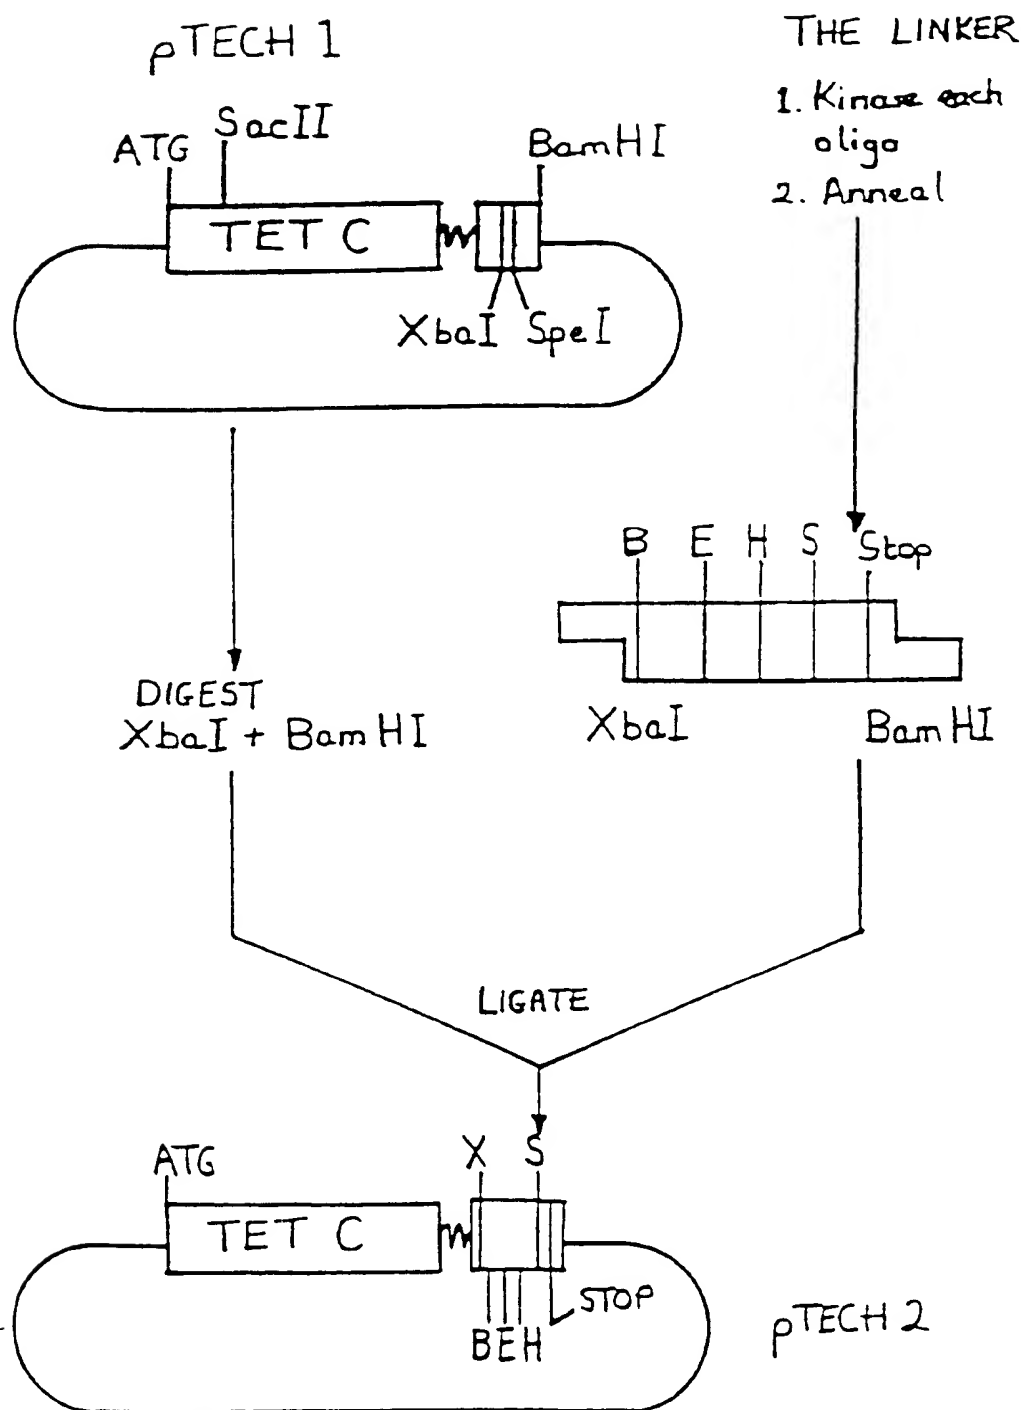 pTECH 1
ATG
SacII
BamHI
TET C
XbaI
SpeI
THE LINKER
1. Kinase each
oligo
2. Anneal
DIGEST
XbaI + BamHI
B
E
H
S
Stop
XbaI
BamHI
LIGATE
ATG
X
S
TET C
STOP
BEH
pTECH 2